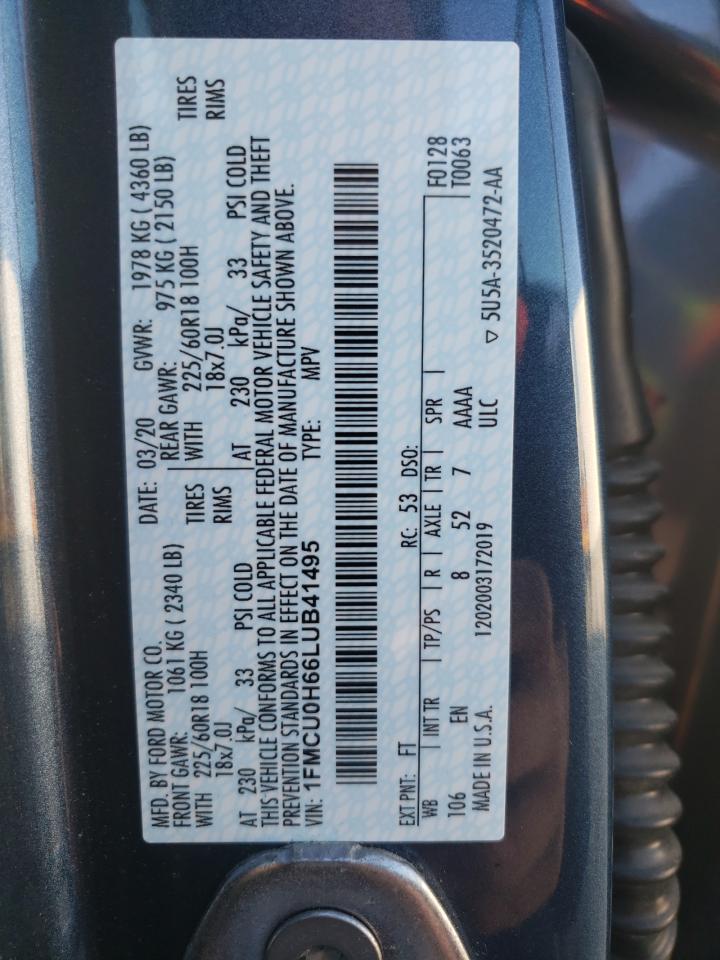 MFD. BY FORD MOTOR CO. DATE: 03/20 GVWR: 1978 KG ( 4360 LB)
FRONT GAWR: 1061 KG ( 2340 LB) REAR GAWR: 975 KG ( 2150 LB)
WITH 225/60R18 100H TIRES WITH 225/60R18 100H TIRES
18x7.0J RIMS 18x7.0J RIMS
AT 230 kPa/ 33 PSI COLD AT 230 kPa/ 33 PSI COLD
THIS VEHICLE CONFORMS TO ALL APPLICABLE FEDERAL MOTOR VEHICLE SAFETY AND THEFT
PREVENTION STANDARDS IN EFFECT ON THE DATE OF MANUFACTURE SHOWN ABOVE.
VIN: 1FMCU0H66LUB41495 TYPE: MPV
EXT PNT: FT RC: 53 DSO: F0128
WB INT TR TP/PS R AXLE TR SPR T0063
106 EN 8 52 7 AAAA
MADE IN U.S.A. 1202003172019 ULC 5U5A-3520472-AA